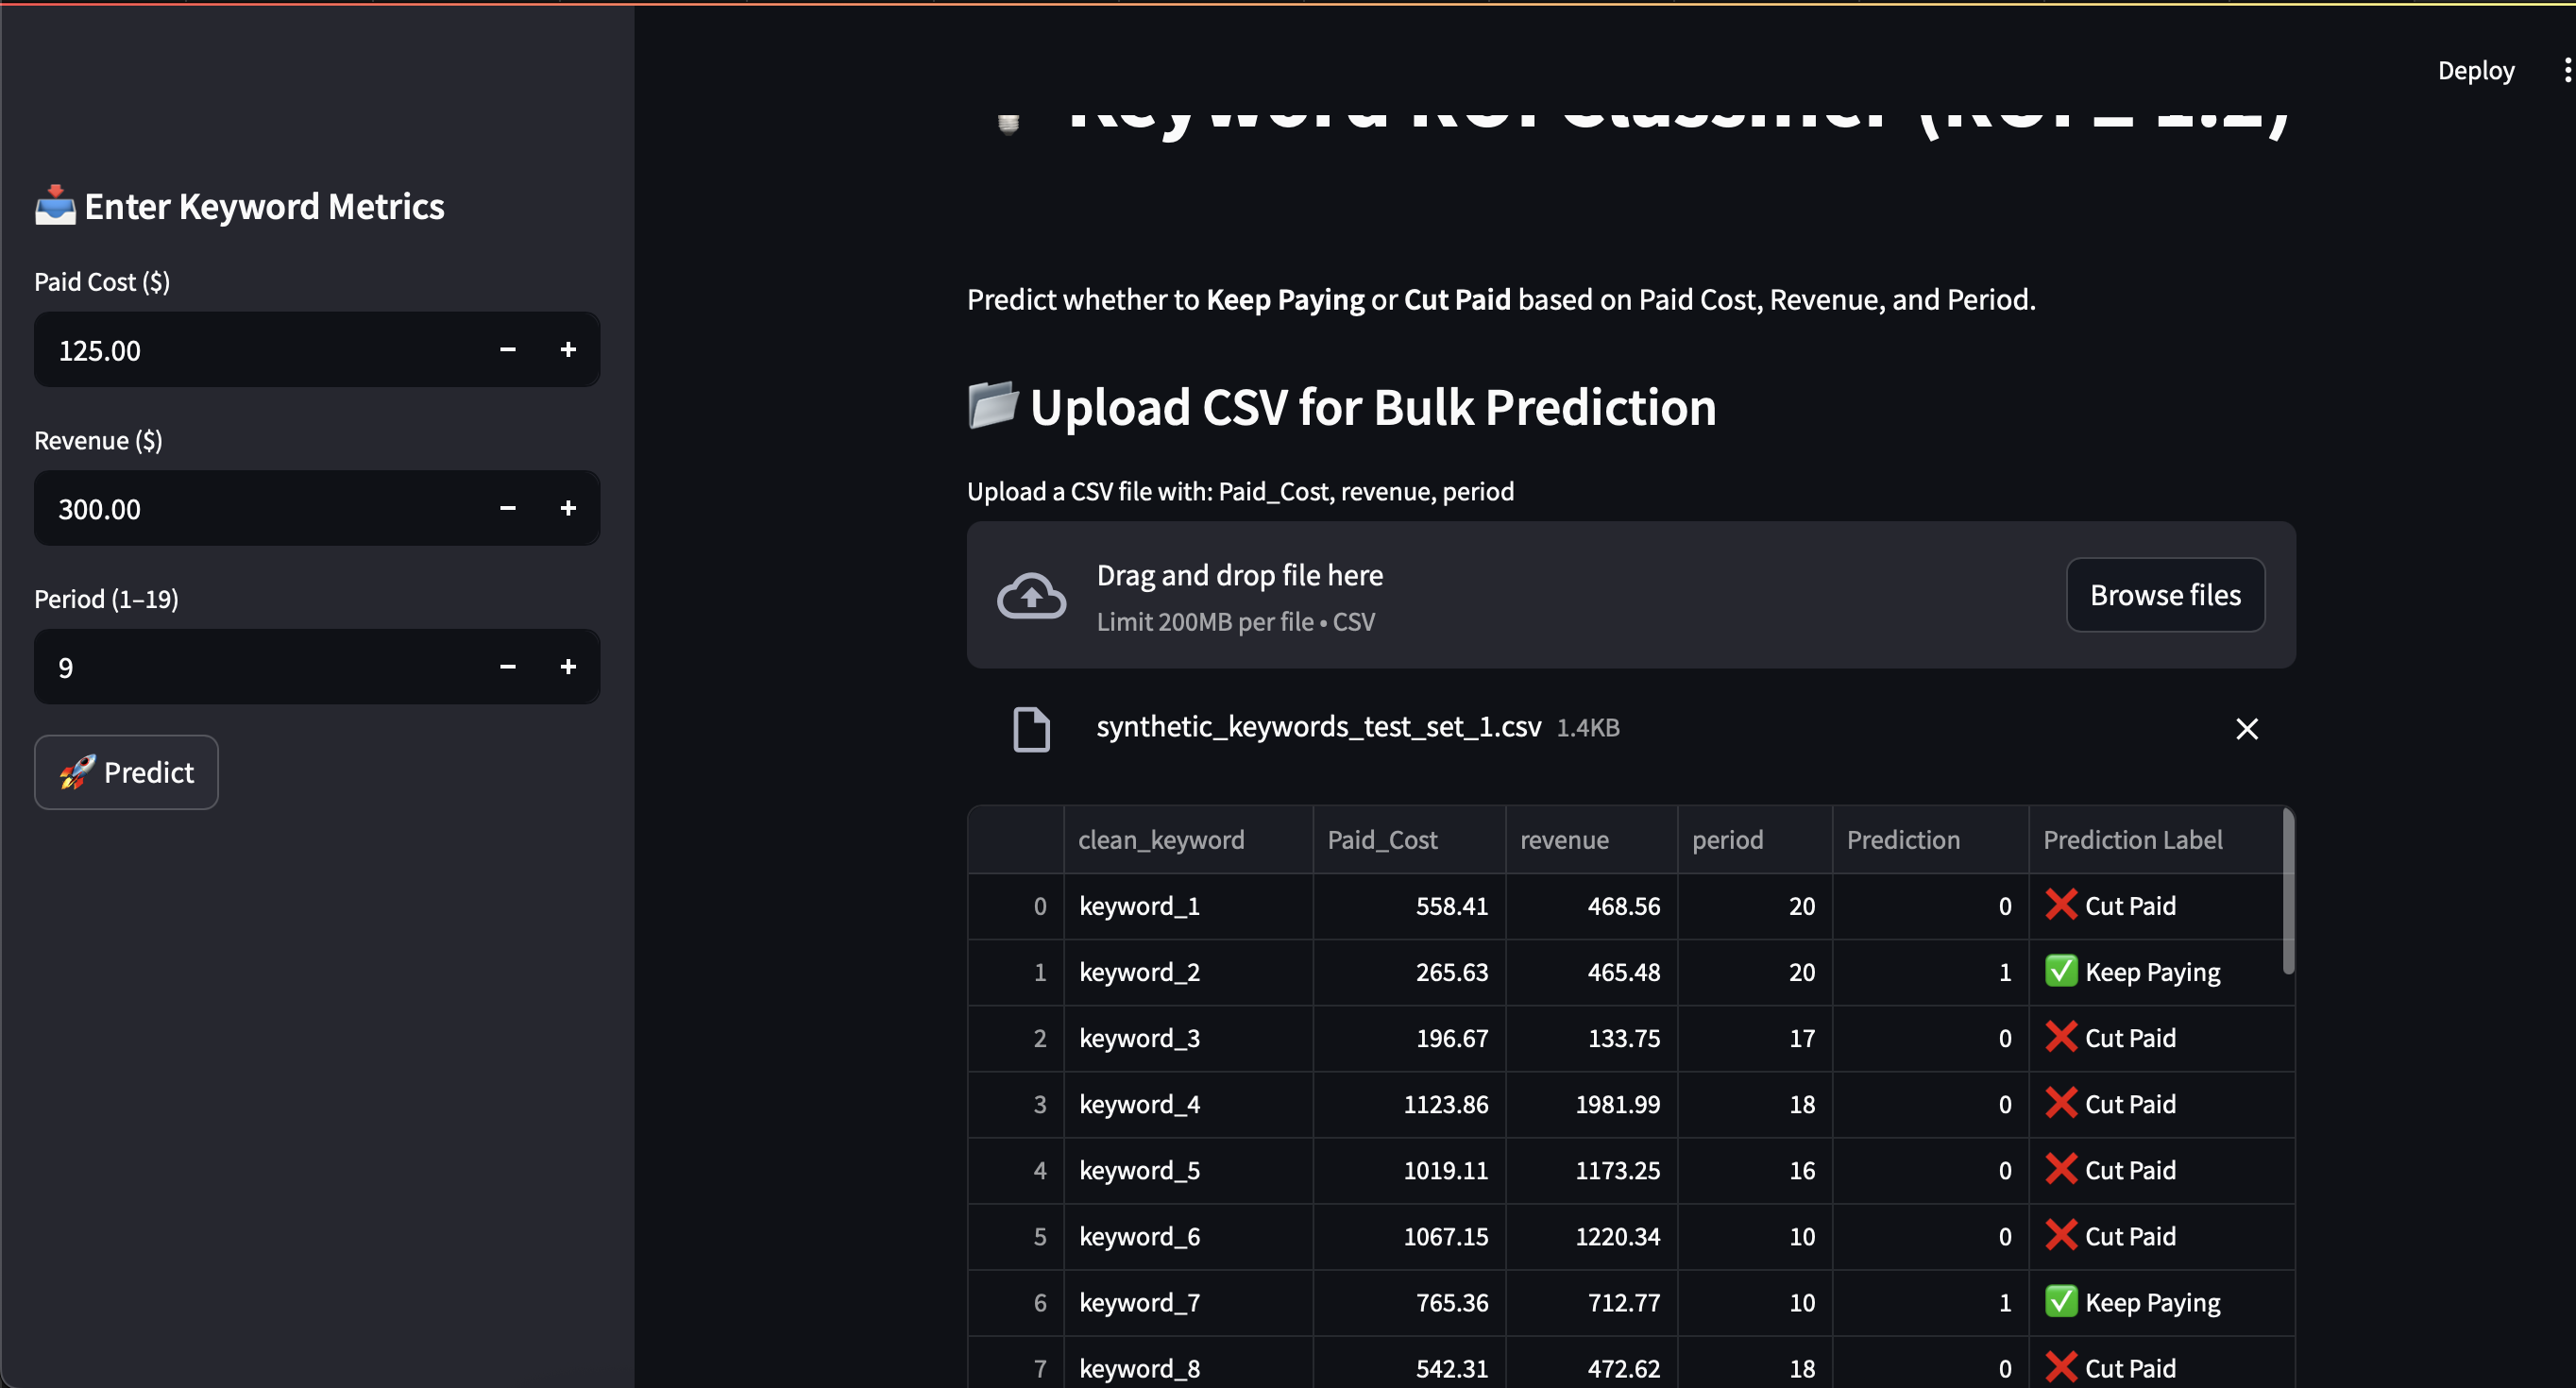 Deploy
Enter Keyword Metrics
Paid Cost ($)
125.00
Revenue ($)
300.00
Period (1–19)
9
Predict
Keyword ROI Classifier
Predict whether to Keep Paying or Cut Paid based on Paid Cost, Revenue, and Period.
Upload CSV for Bulk Prediction
Upload a CSV file with: Paid_Cost, revenue, period
Drag and drop file here
Limit 200MB per file • CSV
Browse files
synthetic_keywords_test_set_1.csv 1.4KB
clean_keyword Paid_Cost revenue period Prediction Prediction Label
0 keyword_1 558.41 468.56 20 0 ❌ Cut Paid
1 keyword_2 265.63 465.48 20 1 ✅ Keep Paying
2 keyword_3 196.67 133.75 17 0 ❌ Cut Paid
3 keyword_4 1123.86 1981.99 18 0 ❌ Cut Paid
4 keyword_5 1019.11 1173.25 16 0 ❌ Cut Paid
5 keyword_6 1067.15 1220.34 10 0 ❌ Cut Paid
6 keyword_7 765.36 712.77 10 1 ✅ Keep Paying
7 keyword_8 542.31 472.62 18 0 ❌ Cut Paid